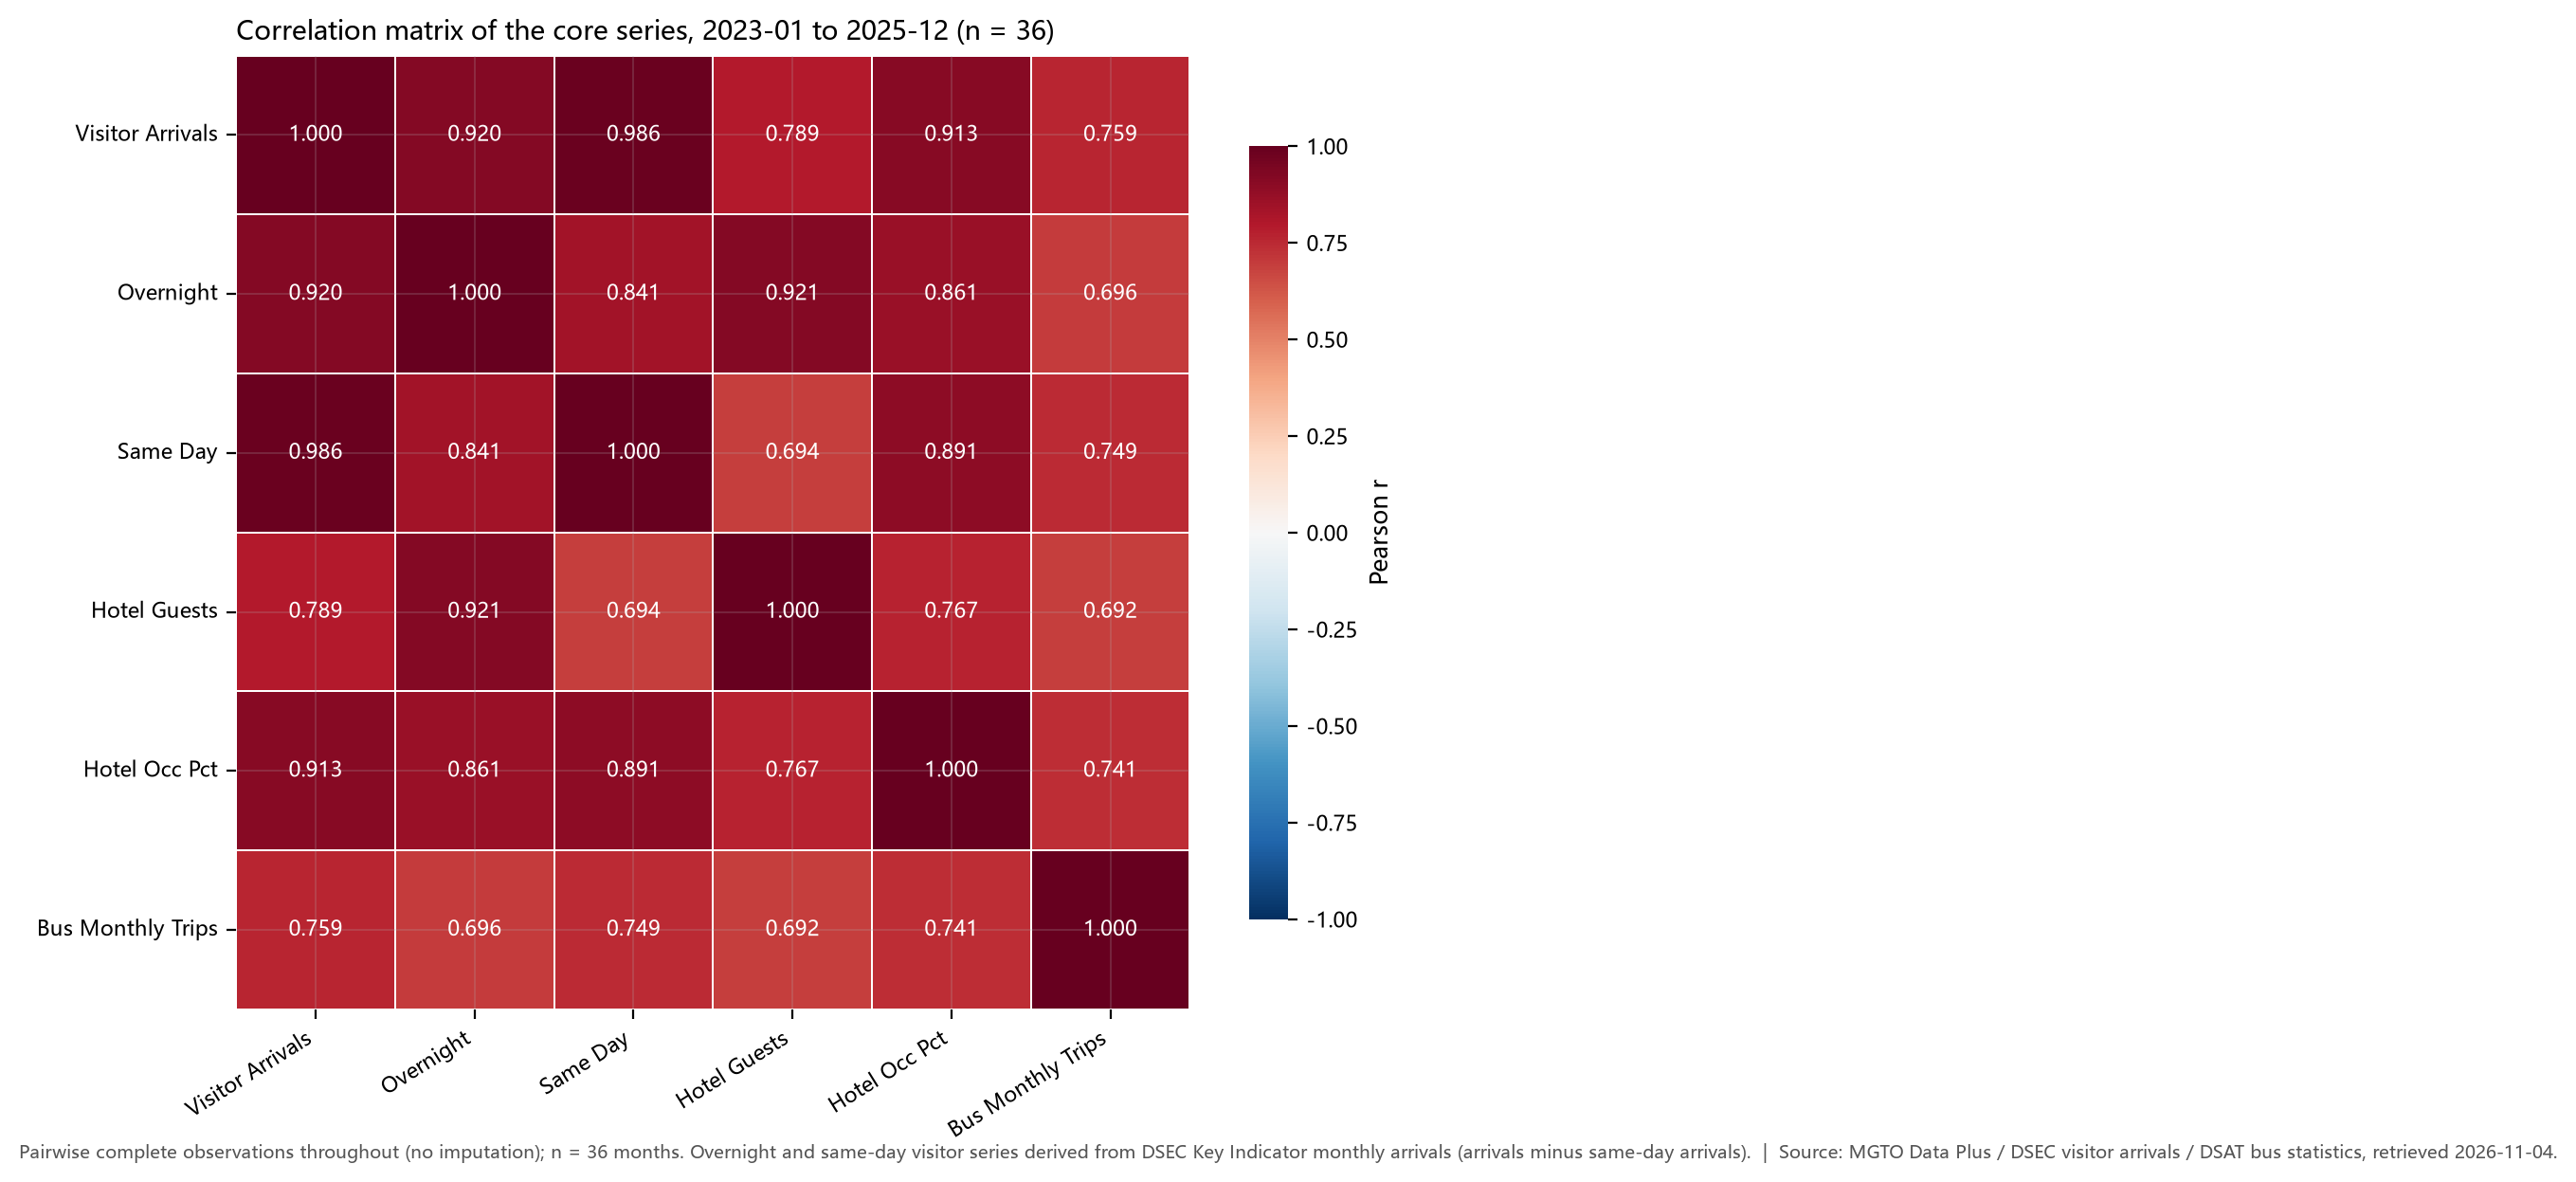 Correlation matrix of the core series, 2023-01 to 2025-12 (n = 36)
Visitor Arrivals 1.000 0.920 0.986 0.789 0.913 0.759
Overnight 0.920 1.000 0.841 0.921 0.861 0.696
Same Day 0.986 0.841 1.000 0.694 0.891 0.749
Hotel Guests 0.789 0.921 0.694 1.000 0.767 0.692
Hotel Occ Pct 0.913 0.861 0.891 0.767 1.000 0.741
Bus Monthly Trips 0.759 0.696 0.749 0.692 0.741 1.000
Visitor Arrivals
Overnight
Same Day
Hotel Guests
Hotel Occ Pct
Bus Monthly Trips
1.00
0.75
0.50
0.25
0.00
-0.25
-0.50
-0.75
-1.00
Pearson r
Pairwise complete observations throughout (no imputation); n = 36 months. Overnight and same-day visitor series derived from DSEC Key Indicator monthly arrivals (arrivals minus same-day arrivals). | Source: MGTO Data Plus / DSEC visitor arrivals / DSAT bus statistics, retrieved 2026-11-04.